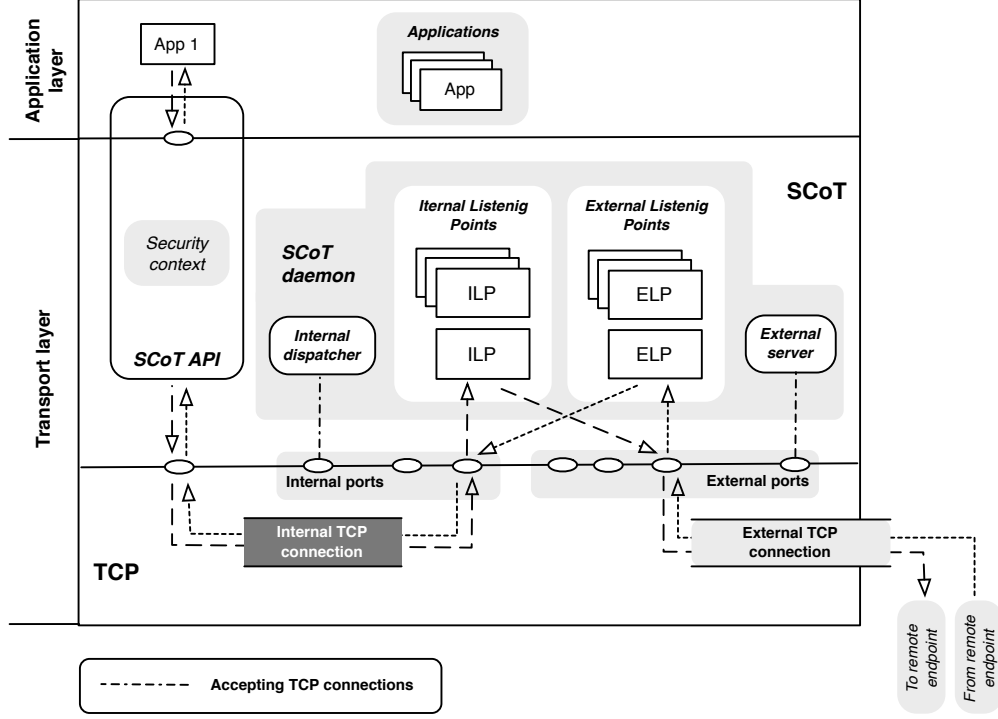 Application
layer
App 1
Applications
App
SCoT
Iternal Listenig
Points
External Listenig
Points
Security
context
SCoT
daemon
ILP
ELP
Internal
dispatcher
ILP
ELP
External
server
SCoT API
Transport layer
Internal ports
External ports
Internal TCP
connection
External TCP
connection
TCP
To remote
endpoint
From remote
endpoint
Accepting TCP connections